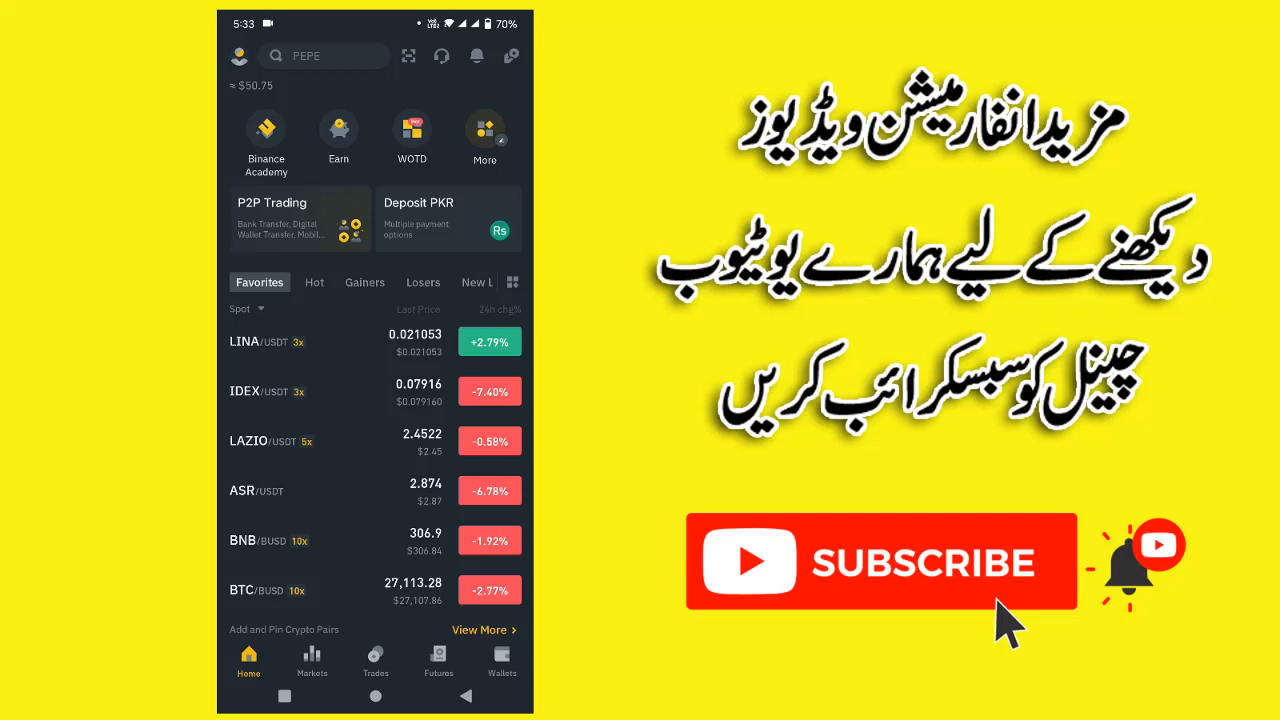 5:33
Vo)) LTE2
70%
PEPE
≈ $50.75
Binance Academy
Earn
WOTD
More
P2P Trading
Bank Transfer, Digital
Wallet Transfer, Mobil...
Deposit PKR
Multiple payment
options
Rs
Favorites Hot Gainers Losers New L
Spot Last Price 24h chg%
LINA/USDT 3x 0.021053 +2.79%
$0.021053
IDEX/USDT 3x 0.07916 -7.40%
$0.079160
LAZIO/USDT 5x 2.4522 -0.58%
$2.45
ASR/USDT 2.874 -6.78%
$2.87
BNB/BUSD 10x 306.9 -1.92%
$306.84
BTC/BUSD 10x 27,113.28 -2.77%
$27,107.86
Add and Pin Crypto Pairs View More >
Home Markets Trades Futures Wallets
مزید انفارمیشن ویڈیوز
دیکھنے کے لیے ہمارے یوٹیوب
چینل کو سبسکرائب کریں
SUBSCRIBE